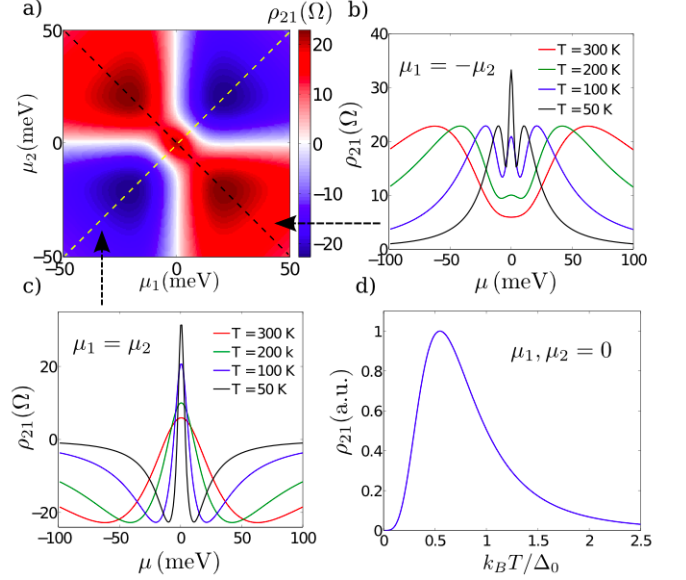 a)
ρ₂₁(Ω)
50
0
−50
μ₂(meV)
−50 0 50
μ₁(meV)
20
10
0
−10
−20
b)
μ₁ = −μ₂
T = 300 K
T = 200 K
T = 100 K
T = 50 K
40
30
20
10
0
ρ₂₁(Ω)
−100 −50 0 50 100
μ (meV)
c)
μ₁ = μ₂
T = 300 K
T = 200 k
T = 100 K
T = 50 K
20
0
−20
ρ₂₁(Ω)
−100 −50 0 50 100
μ (meV)
d)
μ₁, μ₂ = 0
1
0.8
0.6
0.4
0.2
0
ρ₂₁(a.u.)
0 0.5 1 1.5 2 2.5
k_BT/Δ₀